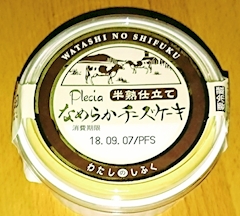 WATASHI NO SHIFUKU
Plecia 半熟仕立て
なめらかチーズケーキ
消費期限
18.09.07/PFS
わたしのしふく